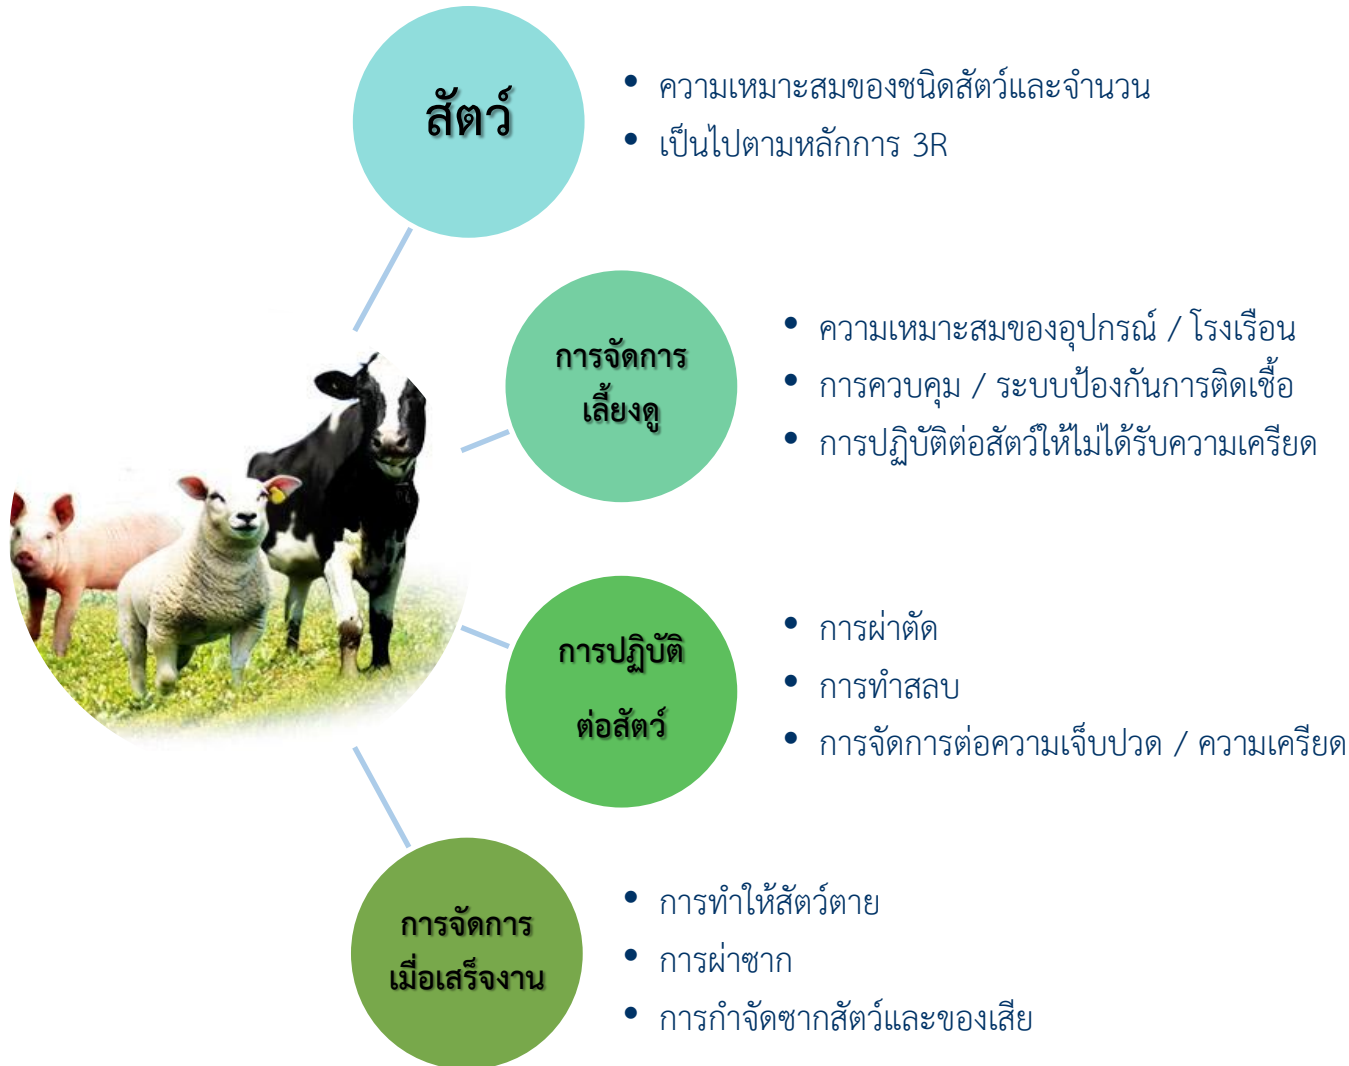 สัตว์
• ความเหมาะสมของชนิดสัตว์และจำนวน
• เป็นไปตามหลักการ 3R
การจัดการ
เลี้ยงดู
• ความเหมาะสมของอุปกรณ์ / โรงเรือน
• การควบคุม / ระบบป้องกันการติดเชื้อ
• การปฏิบัติต่อสัตว์ให้ไม่ได้รับความเครียด
การปฏิบัติ
ต่อสัตว์
• การผ่าตัด
• การทำสลบ
• การจัดการต่อความเจ็บปวด / ความเครียด
การจัดการ
เมื่อเสร็จงาน
• การทำให้สัตว์ตาย
• การผ่าซาก
• การกำจัดซากสัตว์และของเสีย